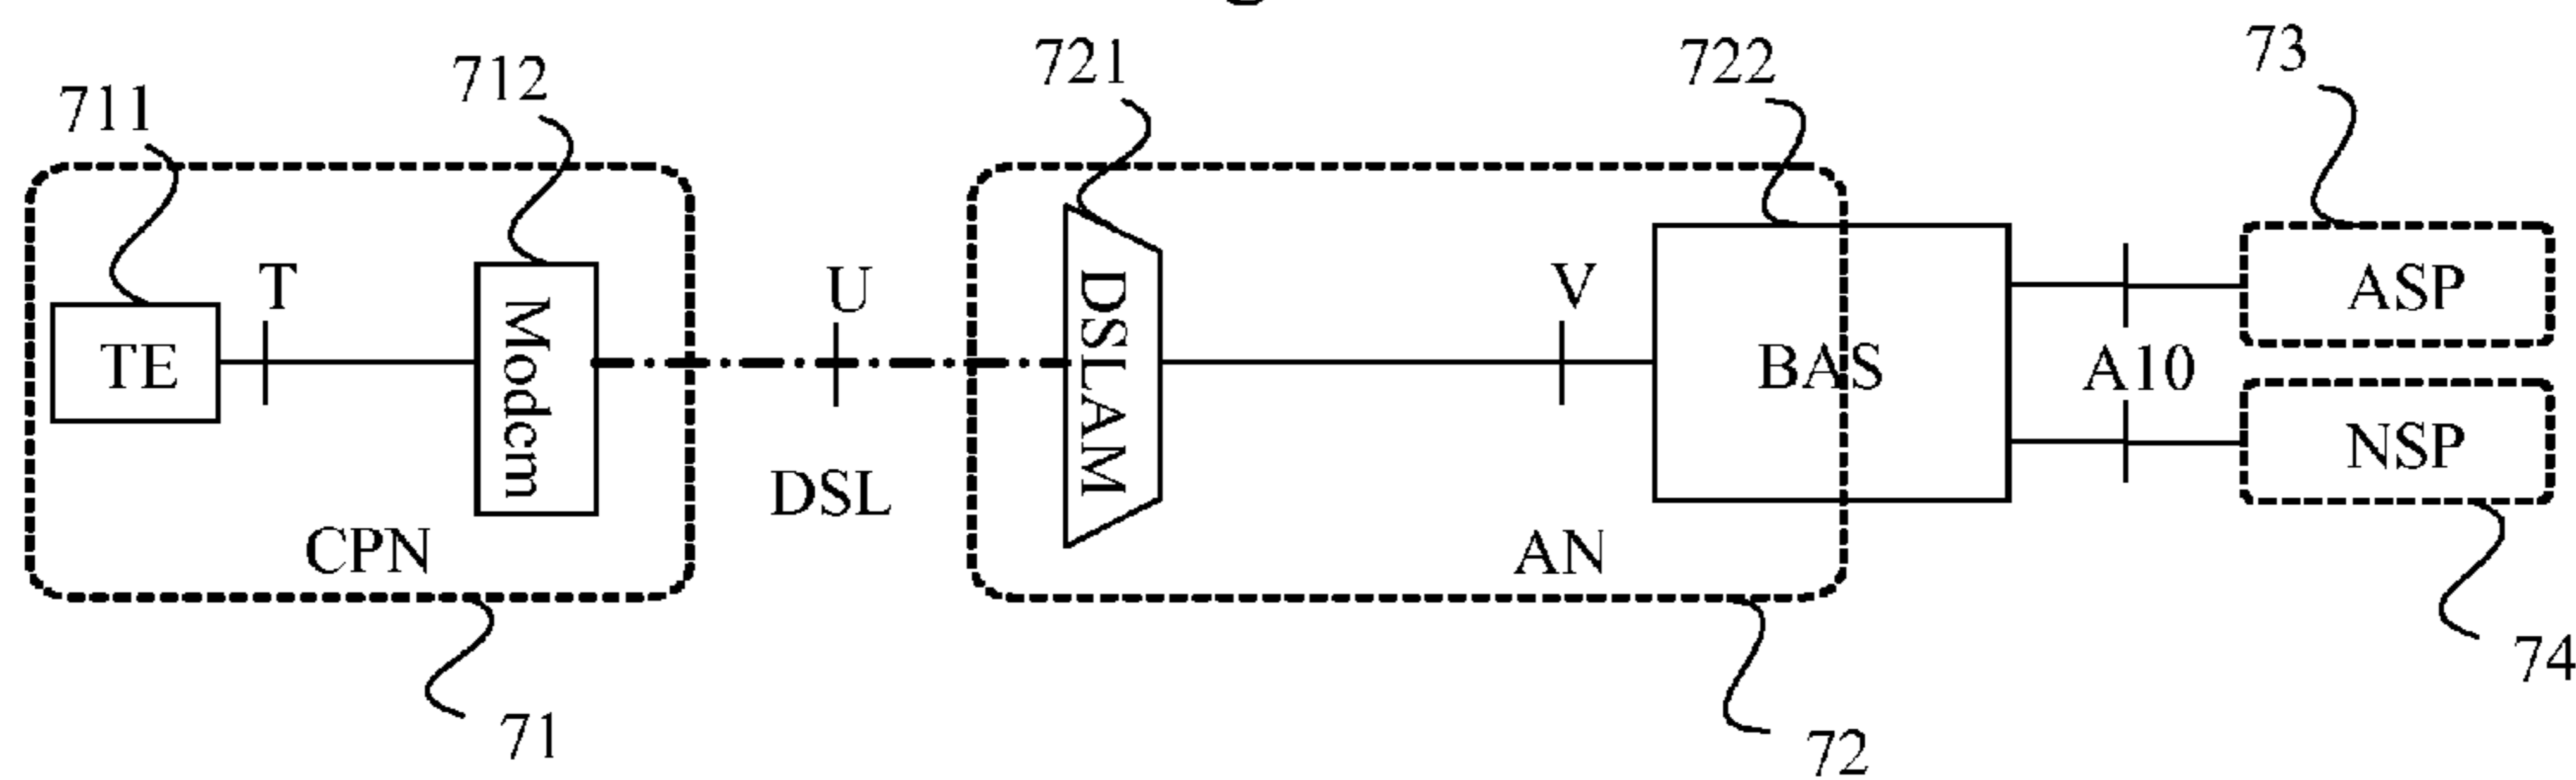 711
712
721
722
73
T
U
V
TE
Modem
DSLAM
BAS
ASP
A10
NSP
DSL
CPN
AN
71
72
74